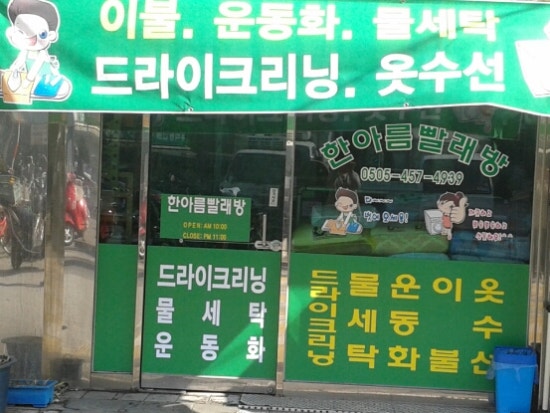 이불. 운동화. 물세탁
드라이크리닝. 옷수선
한아름빨래방
0505-457-4939
한아름빨래방
OPEN: AM 10:00
CLOSE: PM 11:00
드라이크리닝
물세탁
운동화
드라이크리닝
물세탁
운동화
이불
옷수선